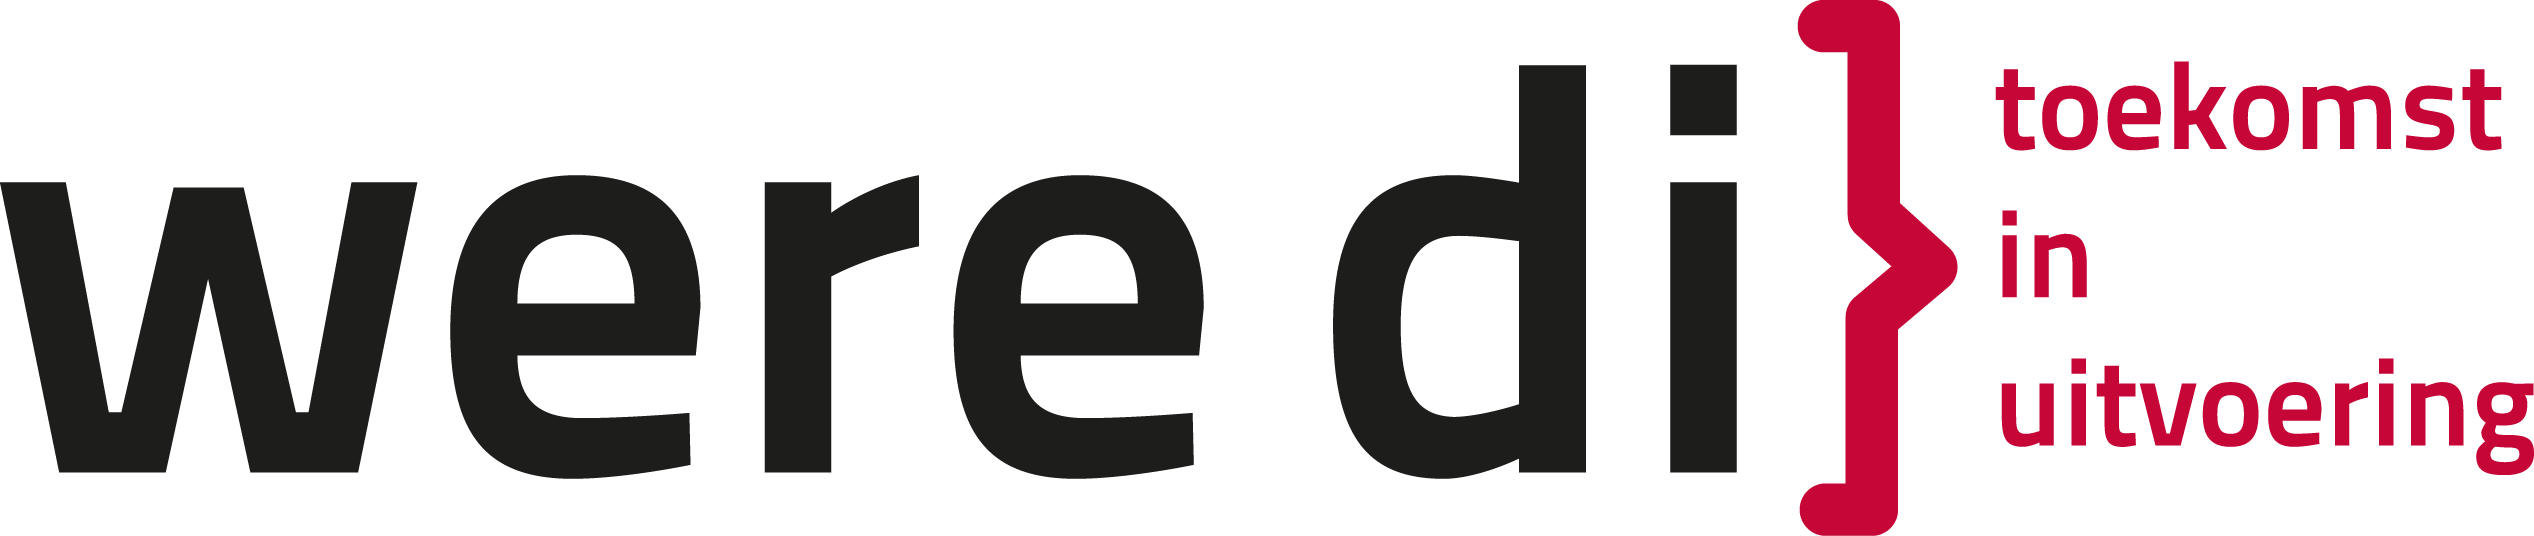 were di
toekomst
in
uitvoering